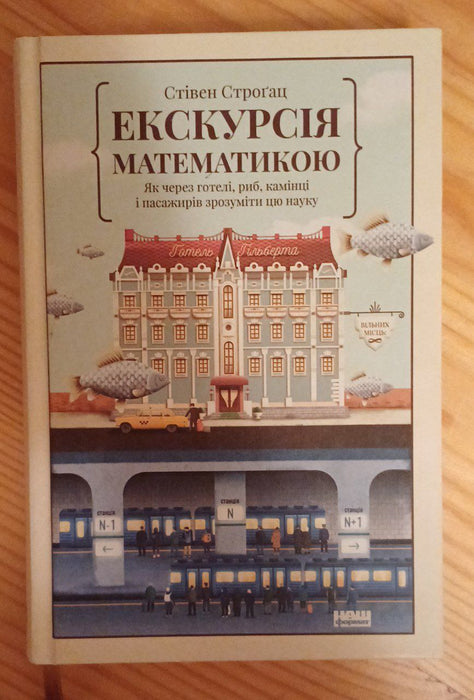 Стівен Строґац
ЕКСКУРСІЯ
МАТЕМАТИКОЮ
Як через готелі, риб, камінці
і пасажирів зрозуміти цю науку
Готель Гільберта
ВІЛЬНИХ
МІСЦЬ:
∞
станція
N-1
←
станція
N
станція
N+1
→
НАШ
формат